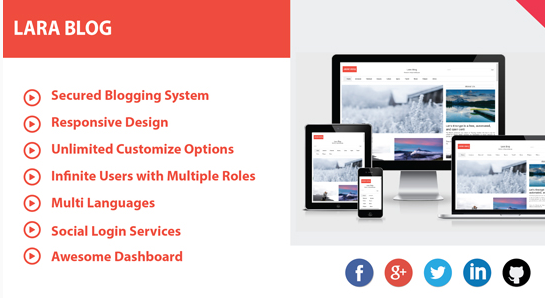 LARA BLOG
Secured Blogging System
Responsive Design
Unlimited Customize Options
Infinite Users with Multiple Roles
Multi Languages
Social Login Services
Awesome Dashboard
f
g+
in